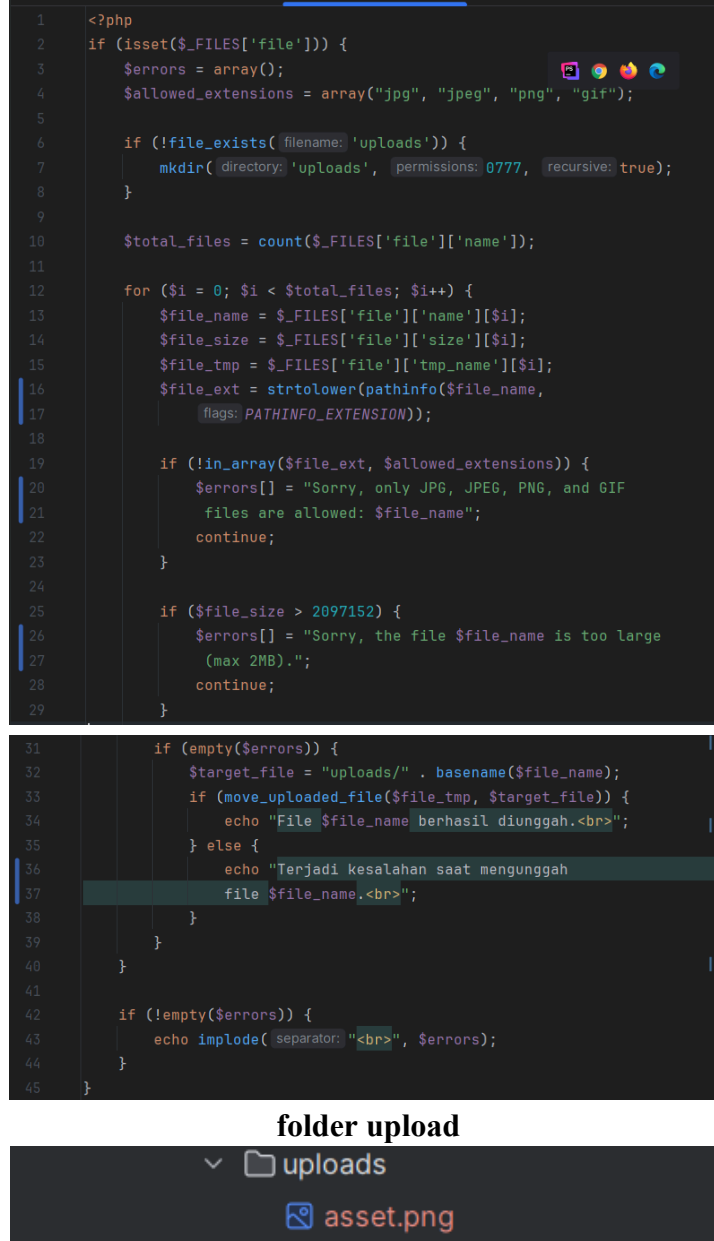 1 <?php
2 if (isset($_FILES['file'])) {
3 $errors = array();
4 $allowed_extensions = array("jpg", "jpeg", "png", "gif");
5
6 if (!file_exists( filename: 'uploads')) {
7 mkdir( directory: 'uploads', permissions: 0777, recursive: true);
8 }
9
10 $total_files = count($_FILES['file']['name']);
11
12 for ($i = 0; $i < $total_files; $i++) {
13 $file_name = $_FILES['file']['name'][$i];
14 $file_size = $_FILES['file']['size'][$i];
15 $file_tmp = $_FILES['file']['tmp_name'][$i];
16 $file_ext = strtolower(pathinfo($file_name,
17 flags: PATHINFO_EXTENSION));
18
19 if (!in_array($file_ext, $allowed_extensions)) {
20 $errors[] = "Sorry, only JPG, JPEG, PNG, and GIF
21 files are allowed: $file_name";
22 continue;
23 }
24
25 if ($file_size > 2097152) {
26 $errors[] = "Sorry, the file $file_name is too large
27 (max 2MB).";
28 continue;
29 }
31 if (empty($errors)) {
32 $target_file = "uploads/" . basename($file_name);
33 if (move_uploaded_file($file_tmp, $target_file)) {
34 echo "File $file_name berhasil diunggah.<br>";
35 } else {
36 echo "Terjadi kesalahan saat mengunggah
37 file $file_name.<br>";
38 }
39 }
40 }
41
42 if (!empty($errors)) {
43 echo implode( separator: "<br>", $errors);
44 }
45 }
folder upload
uploads
asset.png